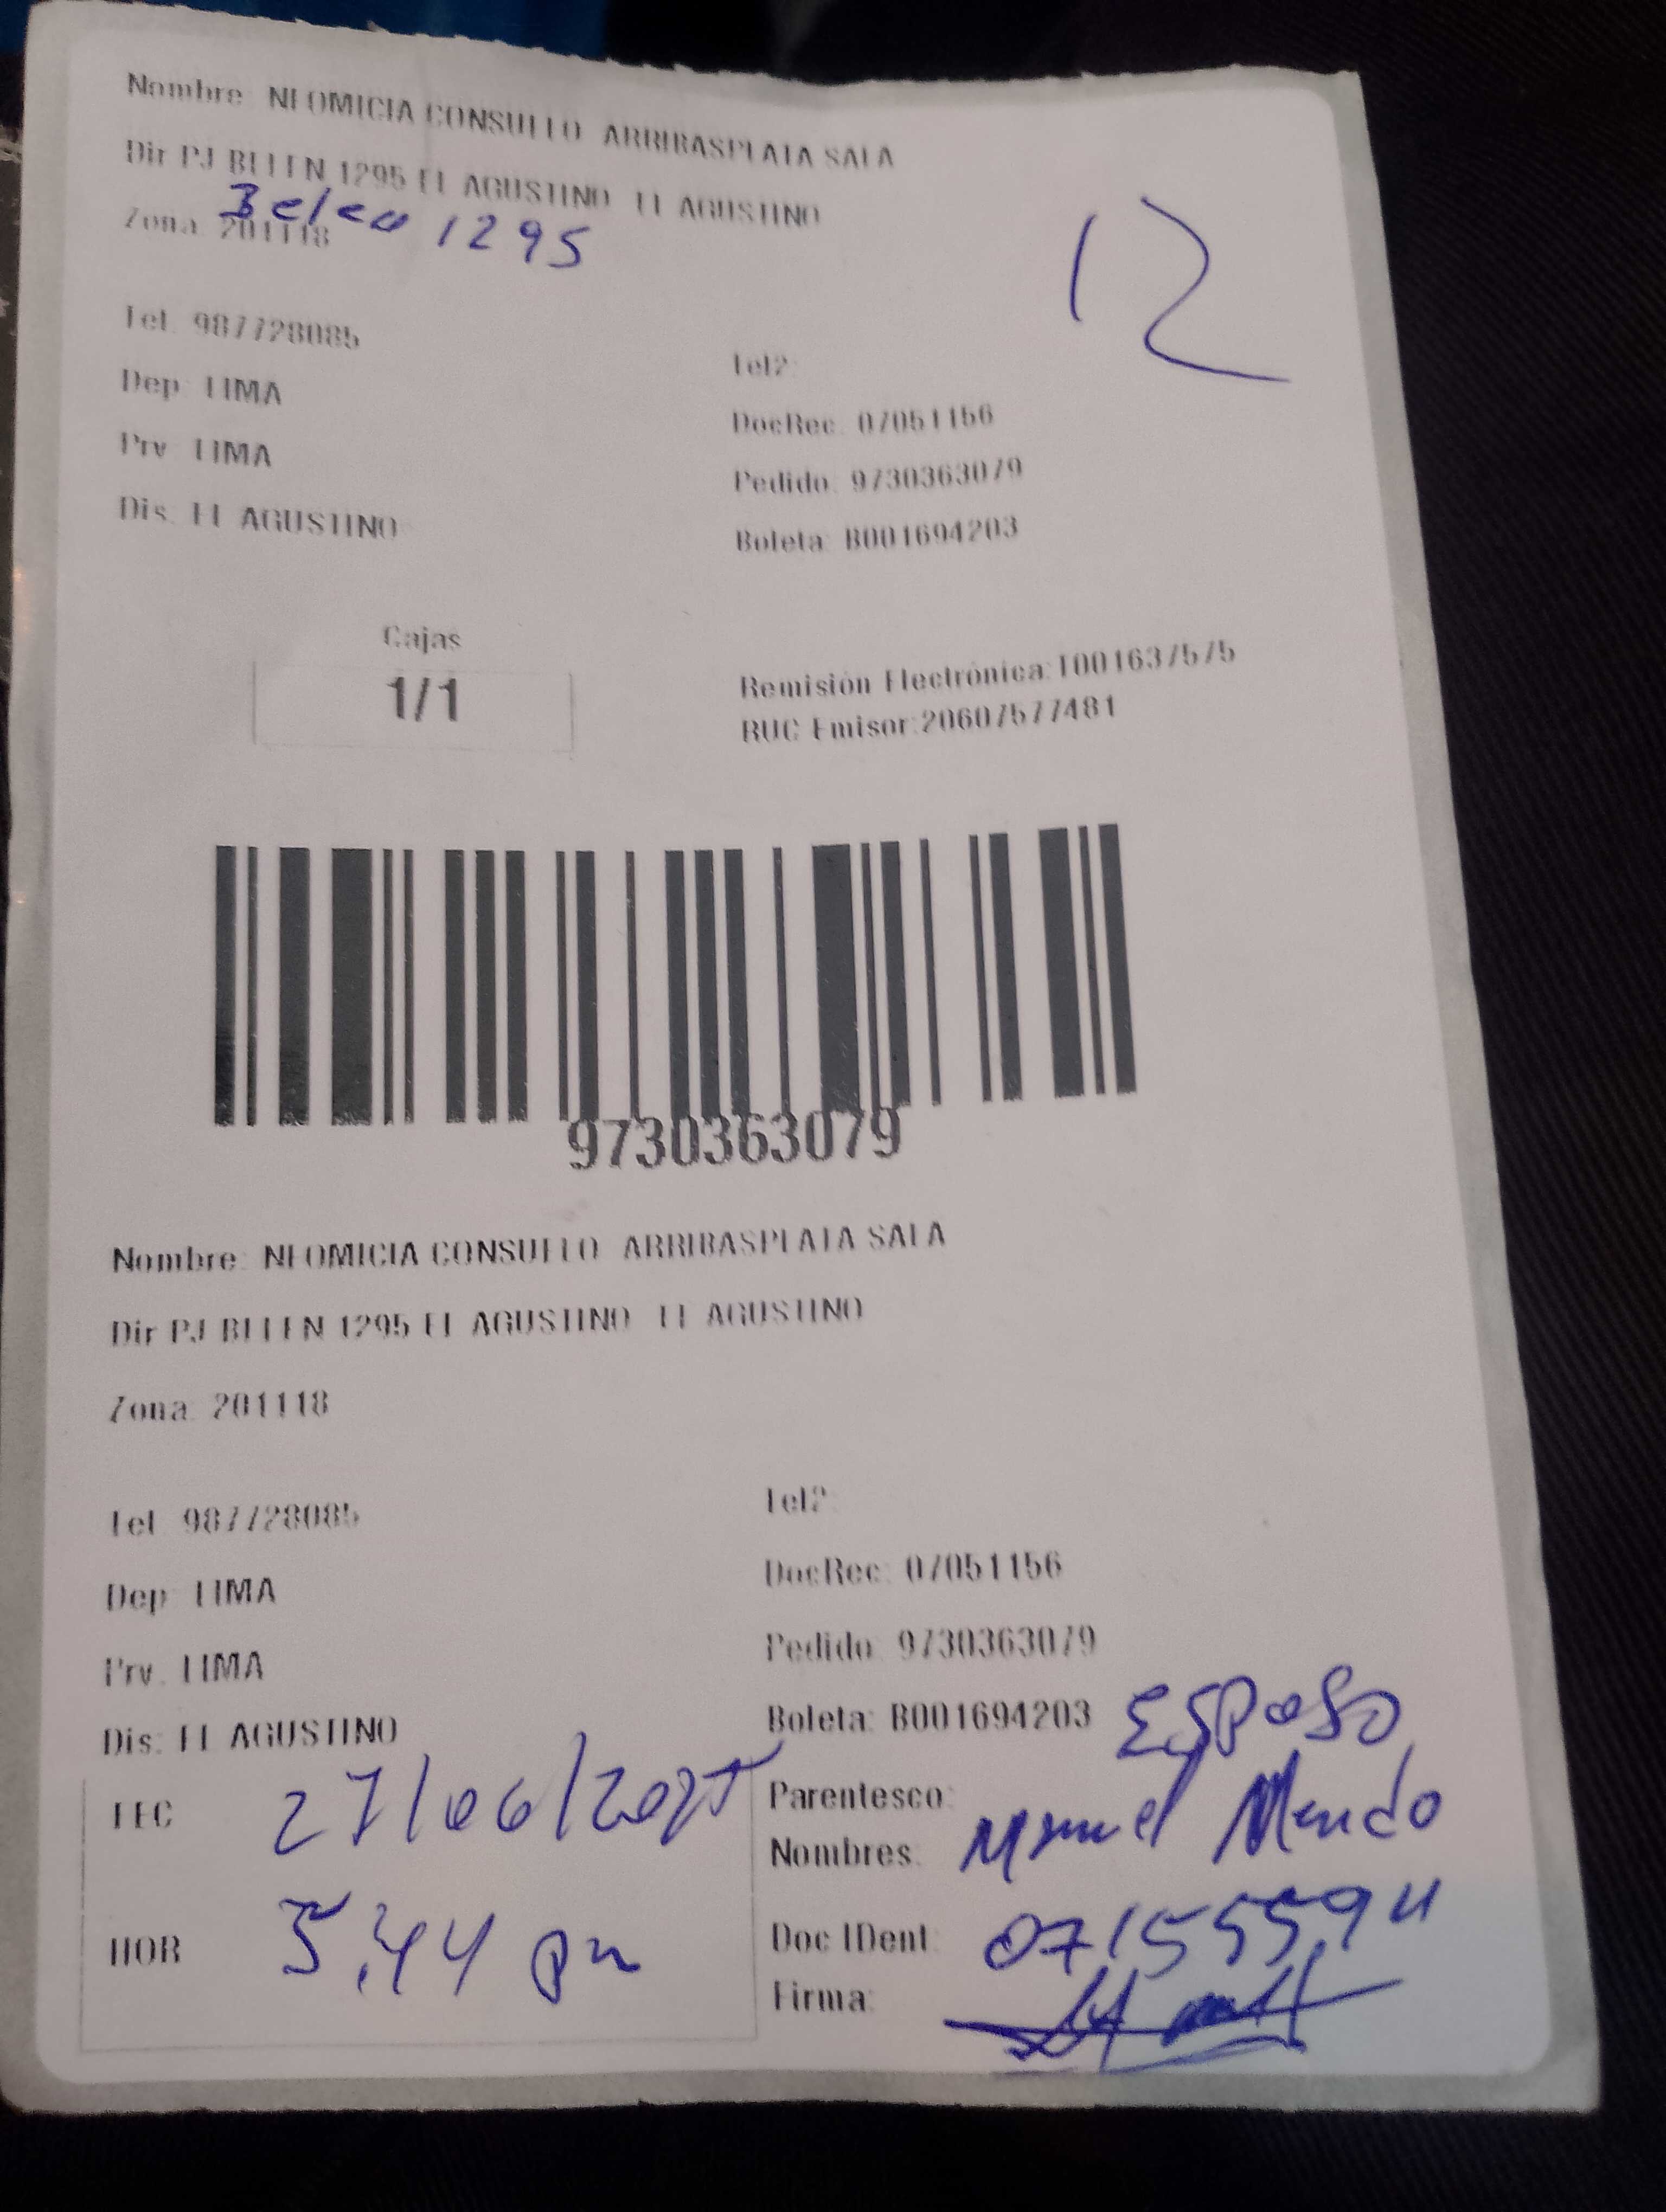 Nombre: NEOMICIA CONSUELO ARRIBASPLATA SALA
Dir PJ BELEN 1295 EL AGUSTINO EL AGUSTINO
Belen 1295
Zona: 201118
12
Tel: 987728085
Tel2:
Dep: LIMA
DocRec: 07051156
Prv: LIMA
Pedido: 9730363079
Dis: EL AGUSTINO
Boleta: B001694203
Cajas
1/1
Remisión Electrónica:T001637575
RUC Emisor:20607577481
9730363079
Nombre: NEOMICIA CONSUELO ARRIBASPLATA SALA
Dir PJ BELEN 1295 EL AGUSTINO EL AGUSTINO
Zona: 201118
Tel: 987728085
Tel2:
Dep: LIMA
DocRec: 07051156
Prv: LIMA
Pedido: 9730363079
Dis: EL AGUSTINO
Boleta: B001694203
Esposo
FEC 27/06/2025
Parentesco:
Nombres: Manuel Mendo
HOR 5,44 pm
Doc IDent:
Firma: